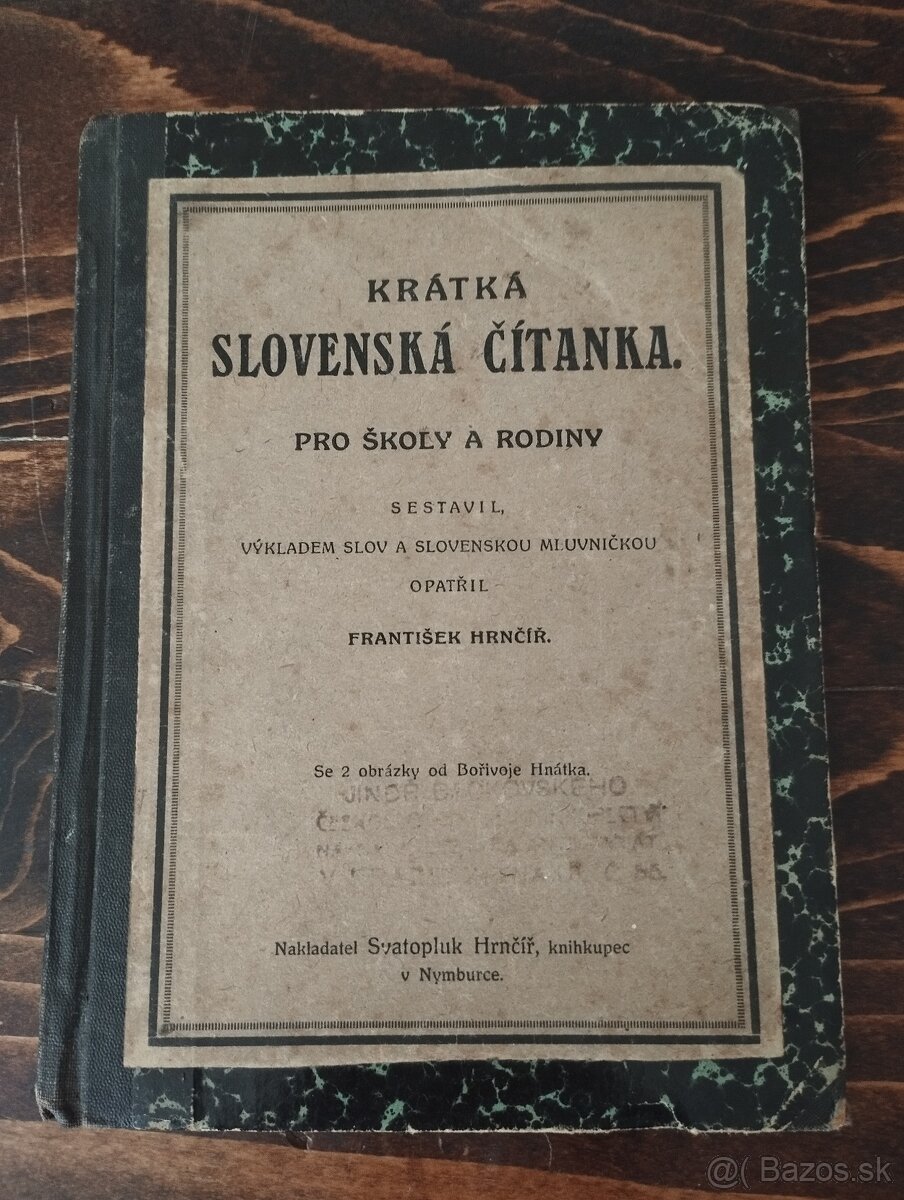 KRÁTKÁ
SLOVENSKÁ ČÍTANKA.
PRO ŠKOLY A RODINY
SESTAVIL,
VÝKLADEM SLOV A SLOVENSKOU MLUVNIČKOU
OPATŘIL
FRANTIŠEK HRNČÍŘ.
Se 2 obrázky od Bořivoje Hnátka.
Nakladatel Svatopluk Hrnčíř, knihkupec
v Nymburce.
@( Bazos.sk